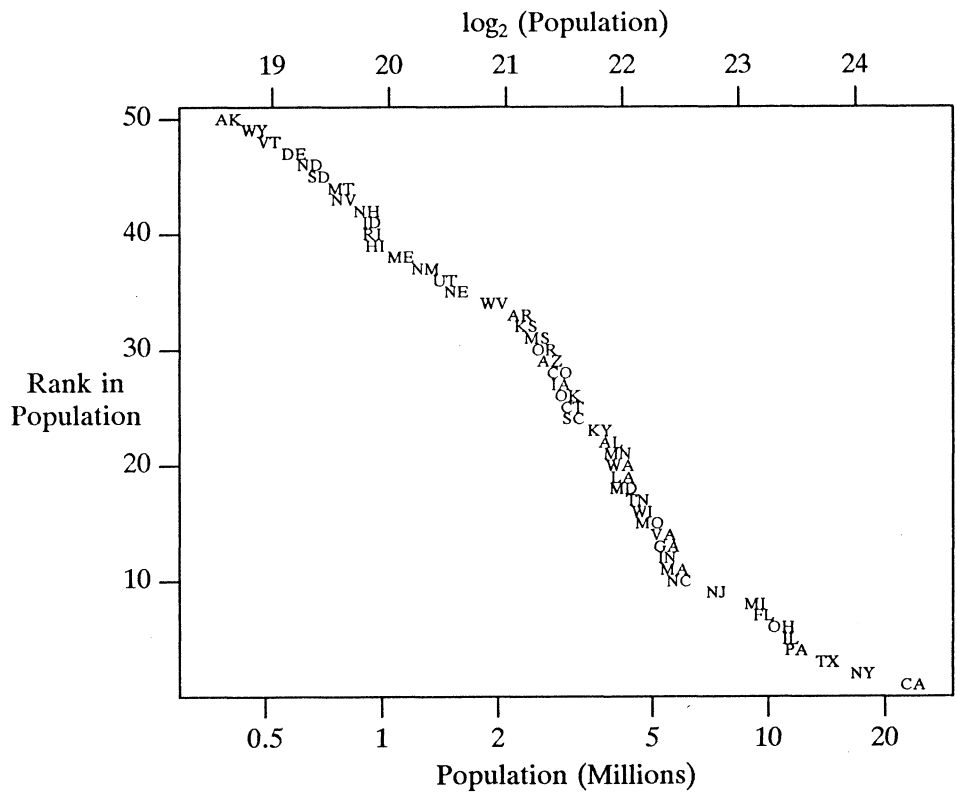 log₂ (Population)
19 20 21 22 23 24
50
AK
WY
VT
DE
ND
SD
MT
NV
NH
40
ID
RI
HI
ME
NM
UT
NE
WV
AR
KS
MS
30
OR
AZ
CO
IA
OK
CT
SC
KY
AL
MN
20
WA
LA
MD
TN
WI
MO
VA
GA
IN
MA
10
NC
NJ
MI
FL
OH
IL
PA
TX
NY
CA
Rank in
Population
0.5 1 2 5 10 20
Population (Millions)